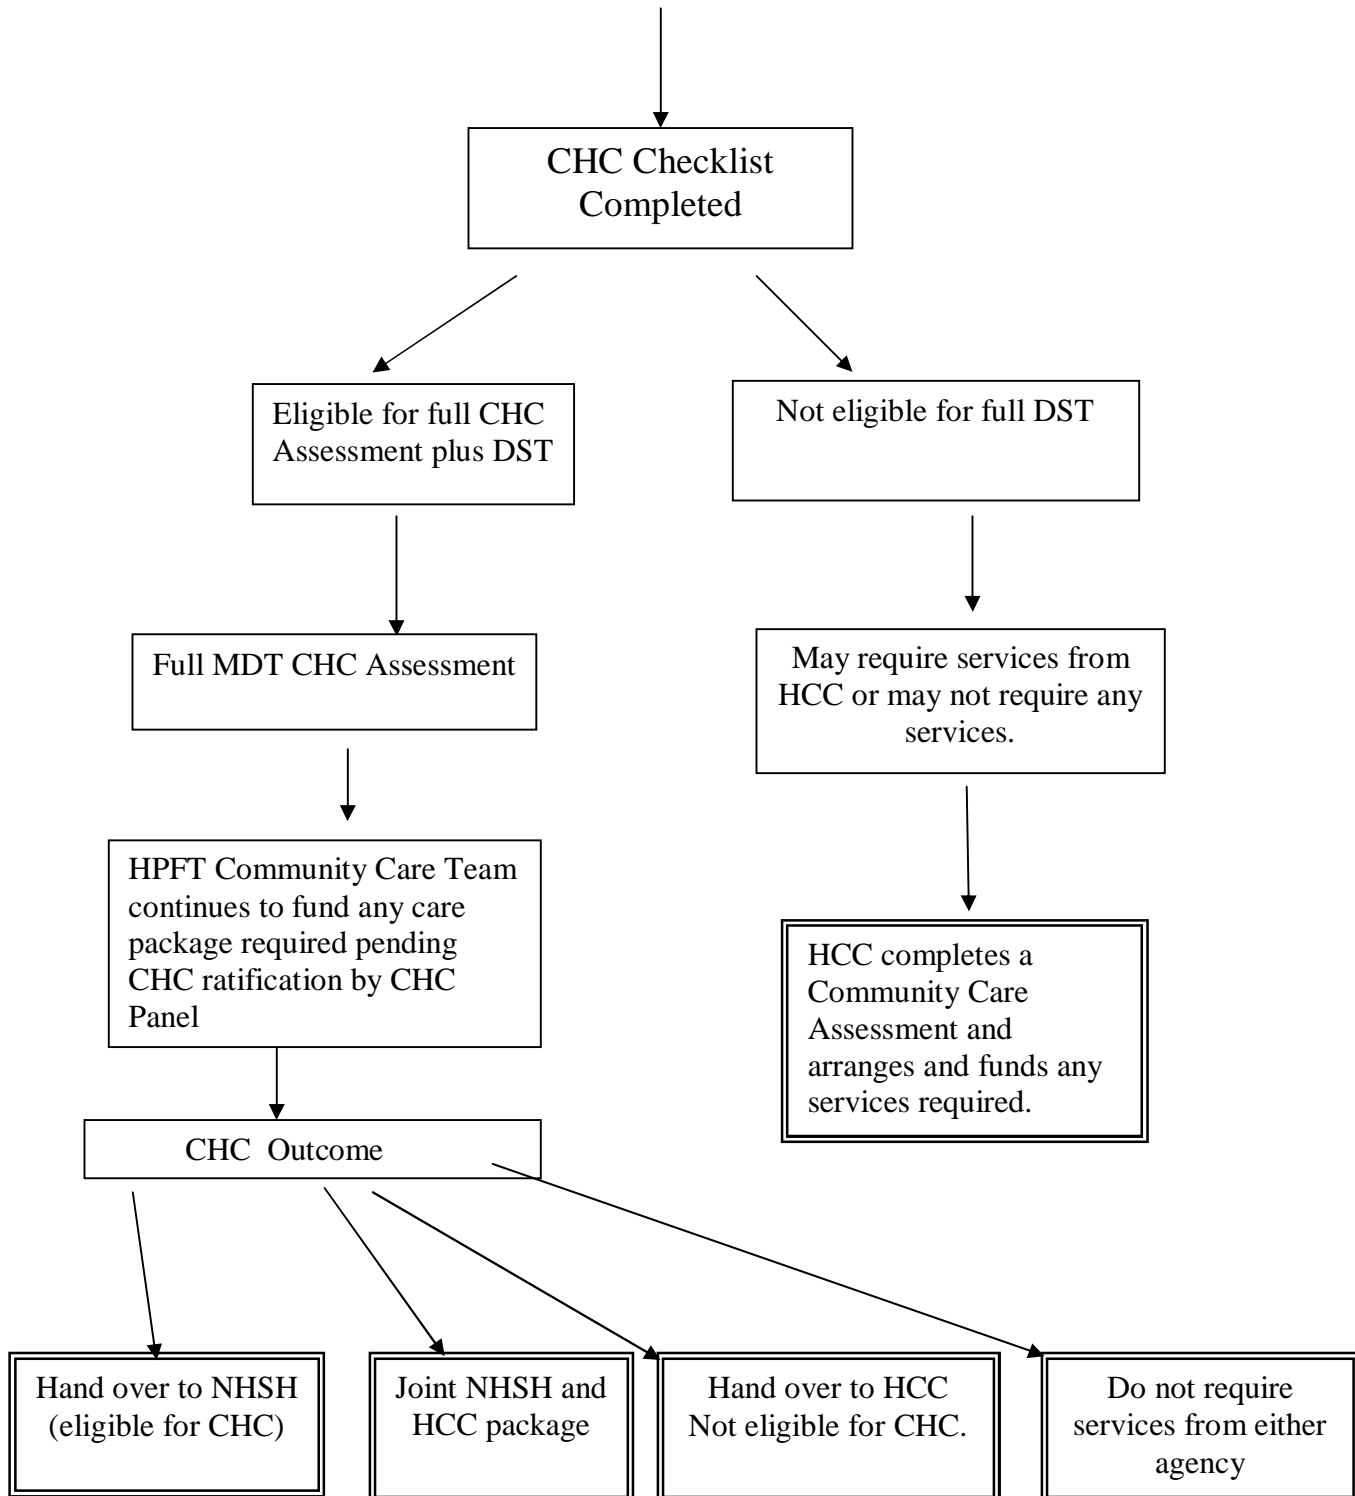 CHC Checklist
Completed
Eligible for full CHC
Assessment plus DST
Not eligible for full DST
Full MDT CHC Assessment
May require services from
HCC or may not require any
services.
HPFT Community Care Team
continues to fund any care
package required pending
CHC ratification by CHC
Panel
HCC completes a
Community Care
Assessment and
arranges and funds any
services required.
CHC Outcome
Hand over to NHSH
(eligible for CHC)
Joint NHSH and
HCC package
Hand over to HCC
Not eligible for CHC.
Do not require
services from either
agency